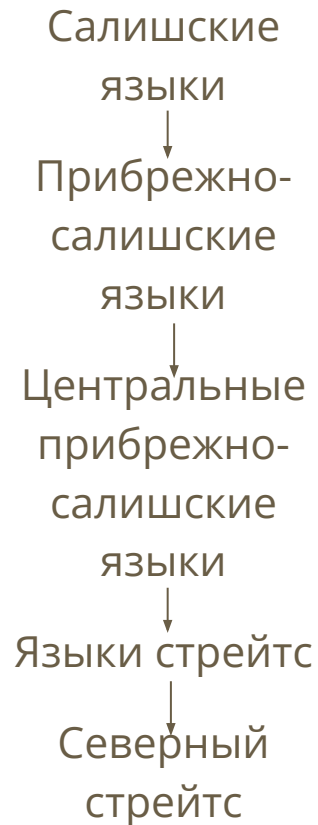 Салишские
языки
Прибрежно-
салишские
языки
Центральные
прибрежно-
салишские
языки
Языки стрейтс
Северный
стрейтс